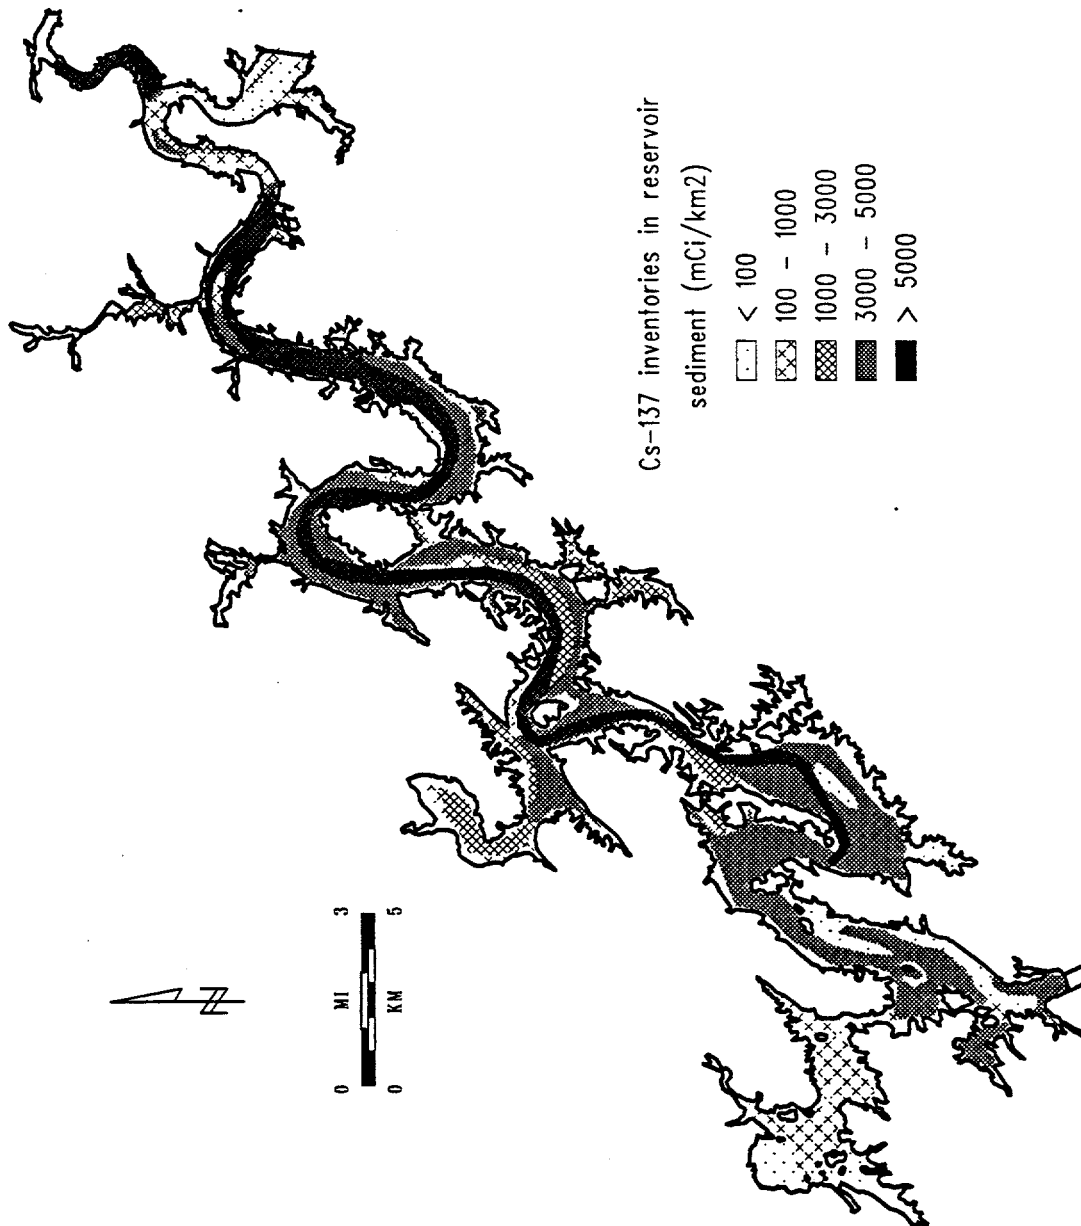 Cs-137 inventories in reservoir
sediment (mCi/km2)
< 100
100 - 1000
1000 - 3000
3000 - 5000
> 5000
0 MI 3
0 KM 5
N